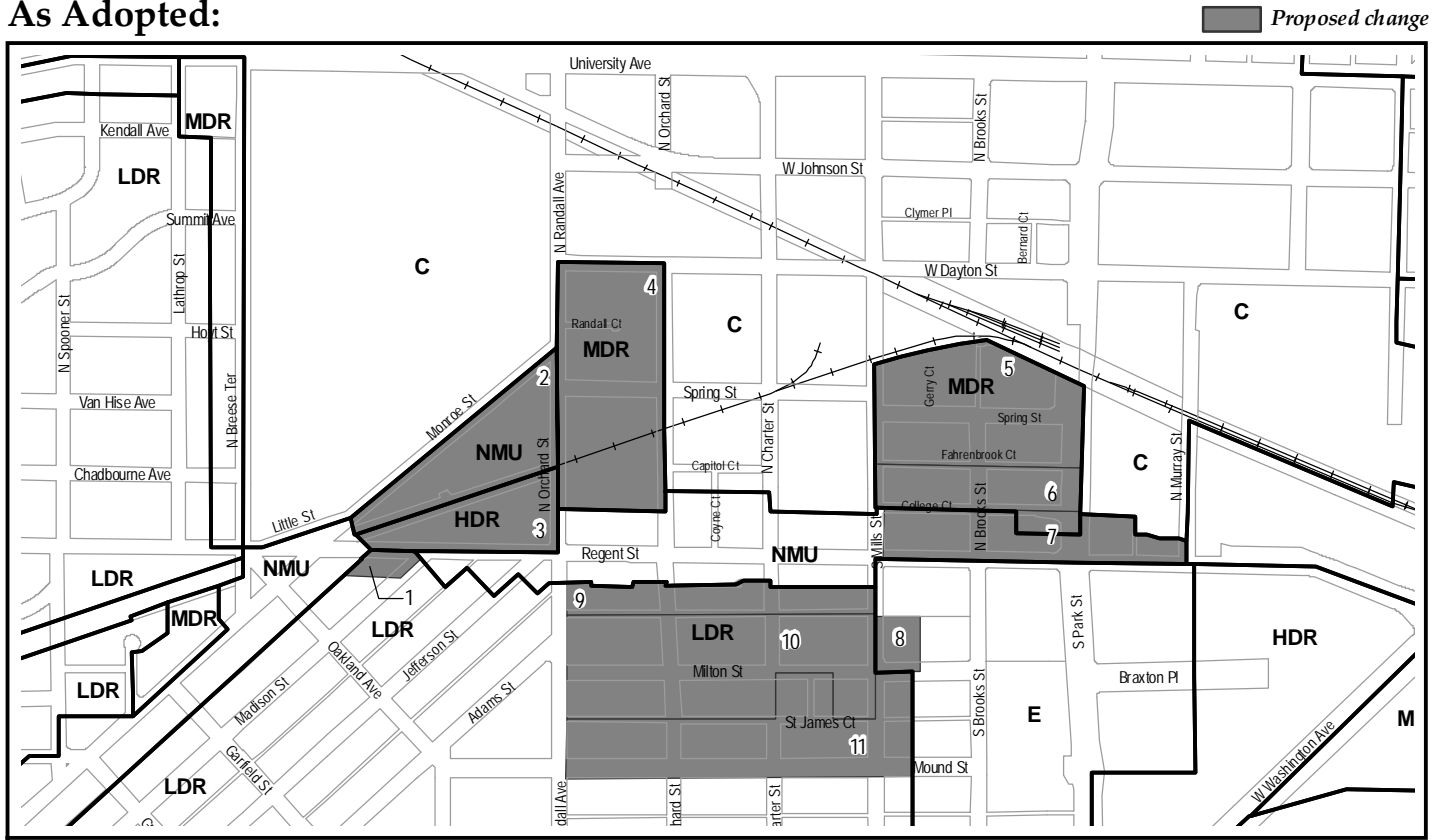 As Adopted:
Proposed change
University Ave
N Orchard St
N Brooks St
MDR
Kendall Ave
LDR
W Johnson St
N Randall Ave
Clymer Pl
Summit Ave
Bernard Ct
Lathrop St
C
W Dayton St
4
N Spooner St
Hoyt St
Randall Ct
MDR
C
C
2
5
Gerry Ct
MDR
N Breese Ter
Van Hise Ave
Monroe St
Spring St
Spring St
N Charter St
NMU
Fahrenbrook Ct
Chadbourne Ave
N Orchard St
Capitol Ct
C
N Murray St
6
Little St
HDR
3
Coyne Ct
College Ct
N Brooks St
7
Regent St
NMU
S Mills St
NMU
LDR
1
9
MDR
LDR
LDR
10
8
S Park St
HDR
Oakland Ave
Jefferson St
Milton St
Braxton Pl
LDR
Madison St
Adams St
S Brooks St
E
M
St James Ct
11
Garfield St
Mound St
W Washington Ave
LDR
dall Ave
hard St
arter St